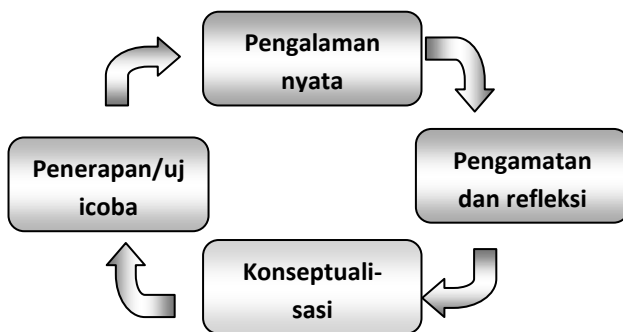 Pengalaman
nyata
Pengamatan
dan refleksi
Konseptuali-
sasi
Penerapan/uj
icoba